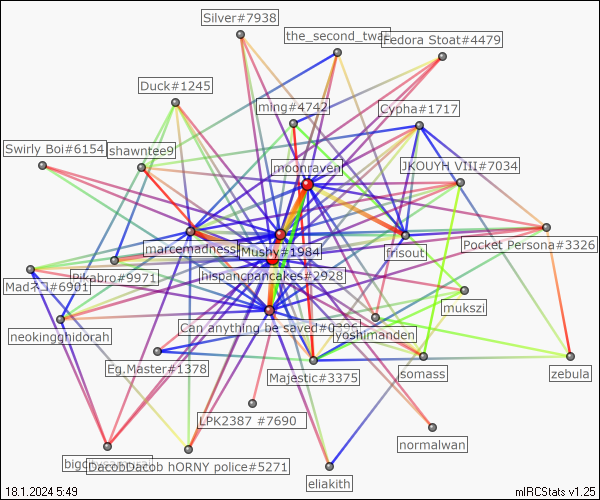 Silver#7938
the_second_twa
Fedora Stoat#4479
Duck#1245
ming#4742
Cypha#1717
Swirly Boi#6154
shawntee9
moonraven
JKOUYH VIII#7034
marcemadness
Mushy#1984
frisout
Pocket Persona#3326
Pikabro#9971
hispancpancakes#2928
Madネコ#6901
mukszi
neokingghidorah
Can anything be saved#0
yoshimanden
Eg.Master#1378
Majestic#3375
somass
zebula
LPK2387 #7690
normalwan
DacobDacob hORNY police#5271
eliakith
18.1.2024 5:49
mIRCStats v1.25